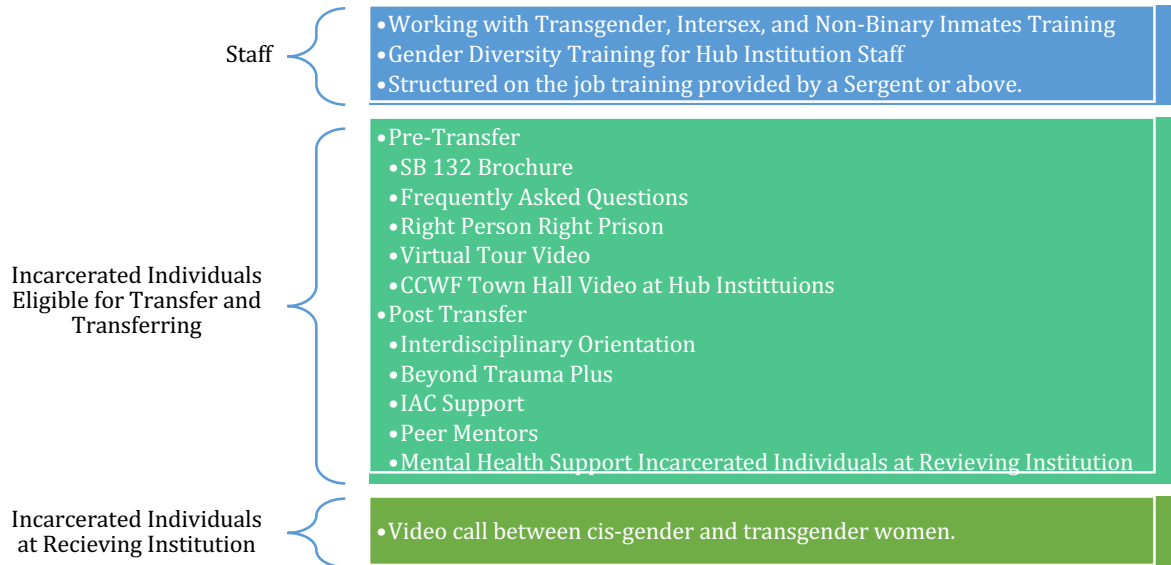 Staff
•Working with Transgender, Intersex, and Non-Binary Inmates Training
•Gender Diversity Training for Hub Institution Staff
•Structured on the job training provided by a Sergent or above.
Incarcerated Individuals
Eligible for Transfer and
Transferring
•Pre-Transfer
•SB 132 Brochure
•Frequently Asked Questions
•Right Person Right Prison
•Virtual Tour Video
•CCWF Town Hall Video at Hub Instittuions
•Post Transfer
•Interdisciplinary Orientation
•Beyond Trauma Plus
•IAC Support
•Peer Mentors
•Mental Health Support Incarcerated Individuals at Revieving Institution
Incarcerated Individuals
at Recieving Institution
•Video call between cis-gender and transgender women.